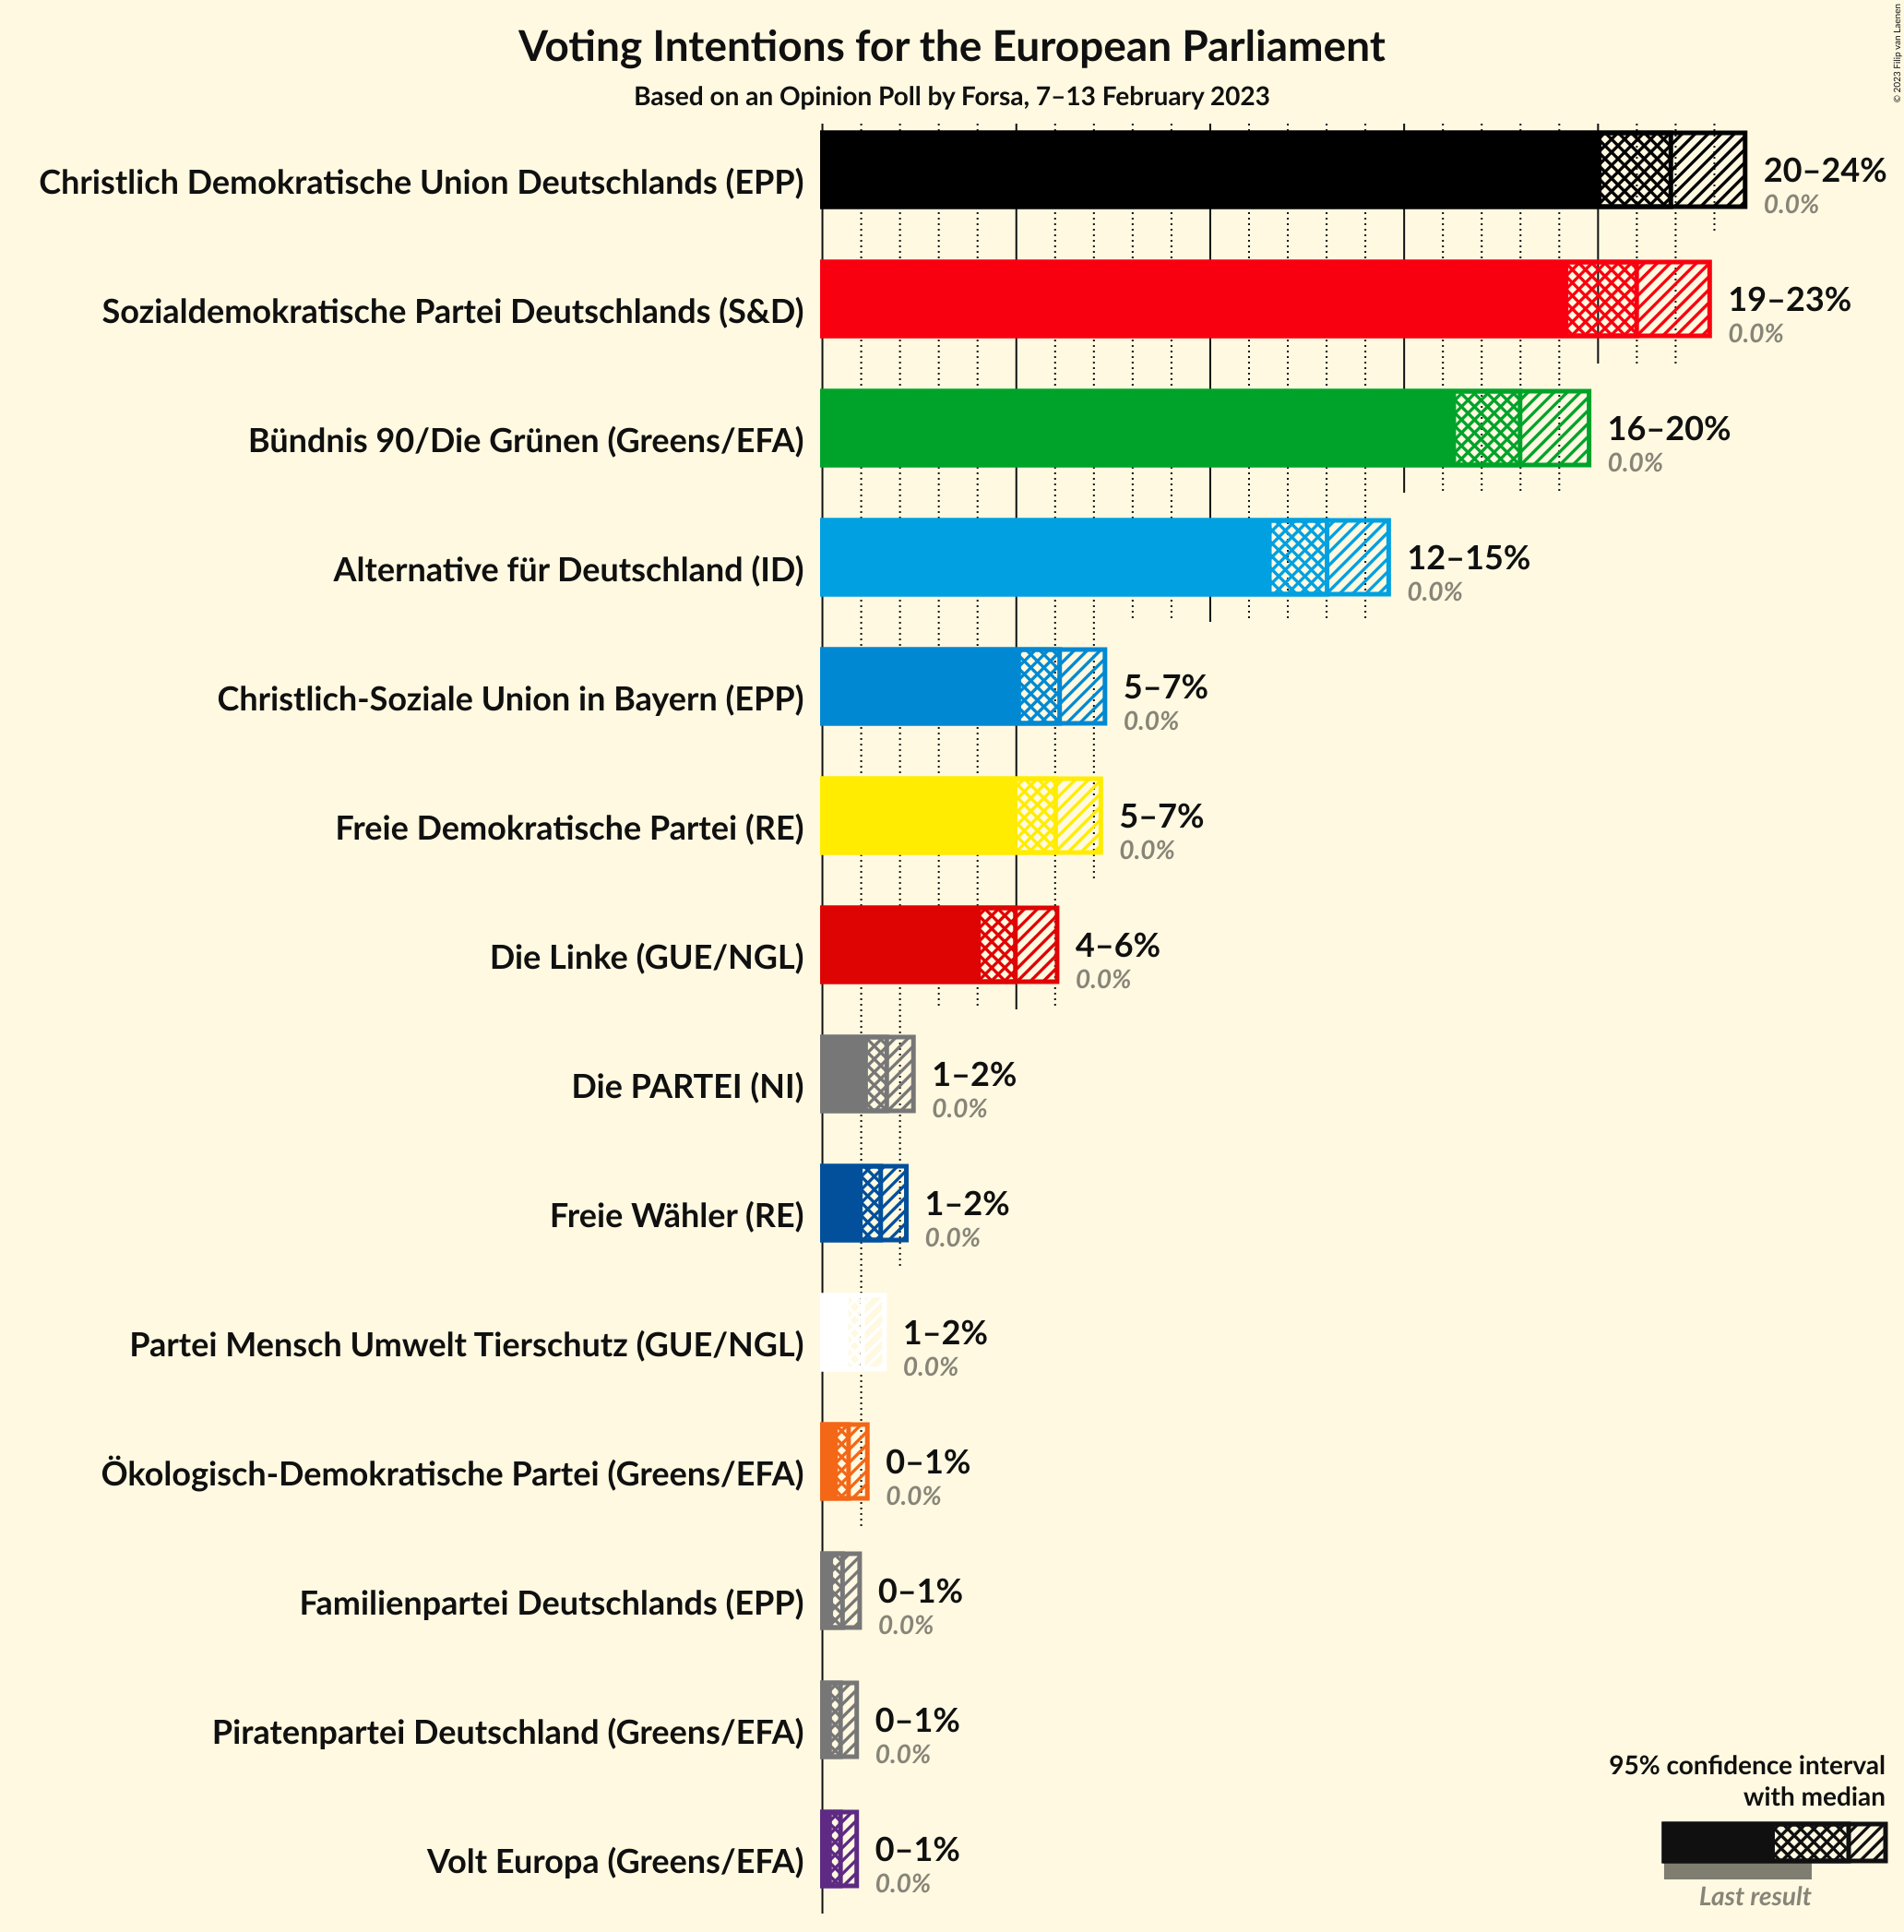 Voting Intentions for the European Parliament
Based on an Opinion Poll by Forsa, 7–13 February 2023
© 2023 Filip van Laenen
Christlich Demokratische Union Deutschlands (EPP)
20–24%
0.0%
Sozialdemokratische Partei Deutschlands (S&D)
19–23%
0.0%
Bündnis 90/Die Grünen (Greens/EFA)
16–20%
0.0%
Alternative für Deutschland (ID)
12–15%
0.0%
Christlich-Soziale Union in Bayern (EPP)
5–7%
0.0%
Freie Demokratische Partei (RE)
5–7%
0.0%
Die Linke (GUE/NGL)
4–6%
0.0%
Die PARTEI (NI)
1–2%
0.0%
Freie Wähler (RE)
1–2%
0.0%
Partei Mensch Umwelt Tierschutz (GUE/NGL)
1–2%
0.0%
Ökologisch-Demokratische Partei (Greens/EFA)
0–1%
0.0%
Familienpartei Deutschlands (EPP)
0–1%
0.0%
Piratenpartei Deutschland (Greens/EFA)
0–1%
0.0%
Volt Europa (Greens/EFA)
0–1%
0.0%
95% confidence interval
with median
Last result